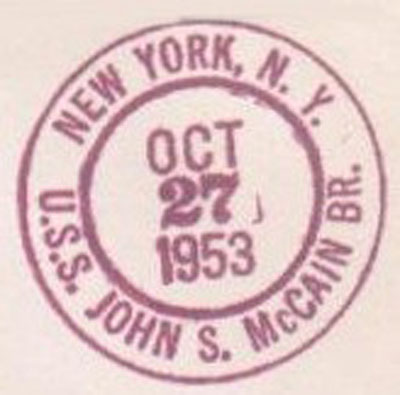 NEW YORK, N. Y.
OCT
27
1953
U.S.S. JOHN S. McCAIN BR.